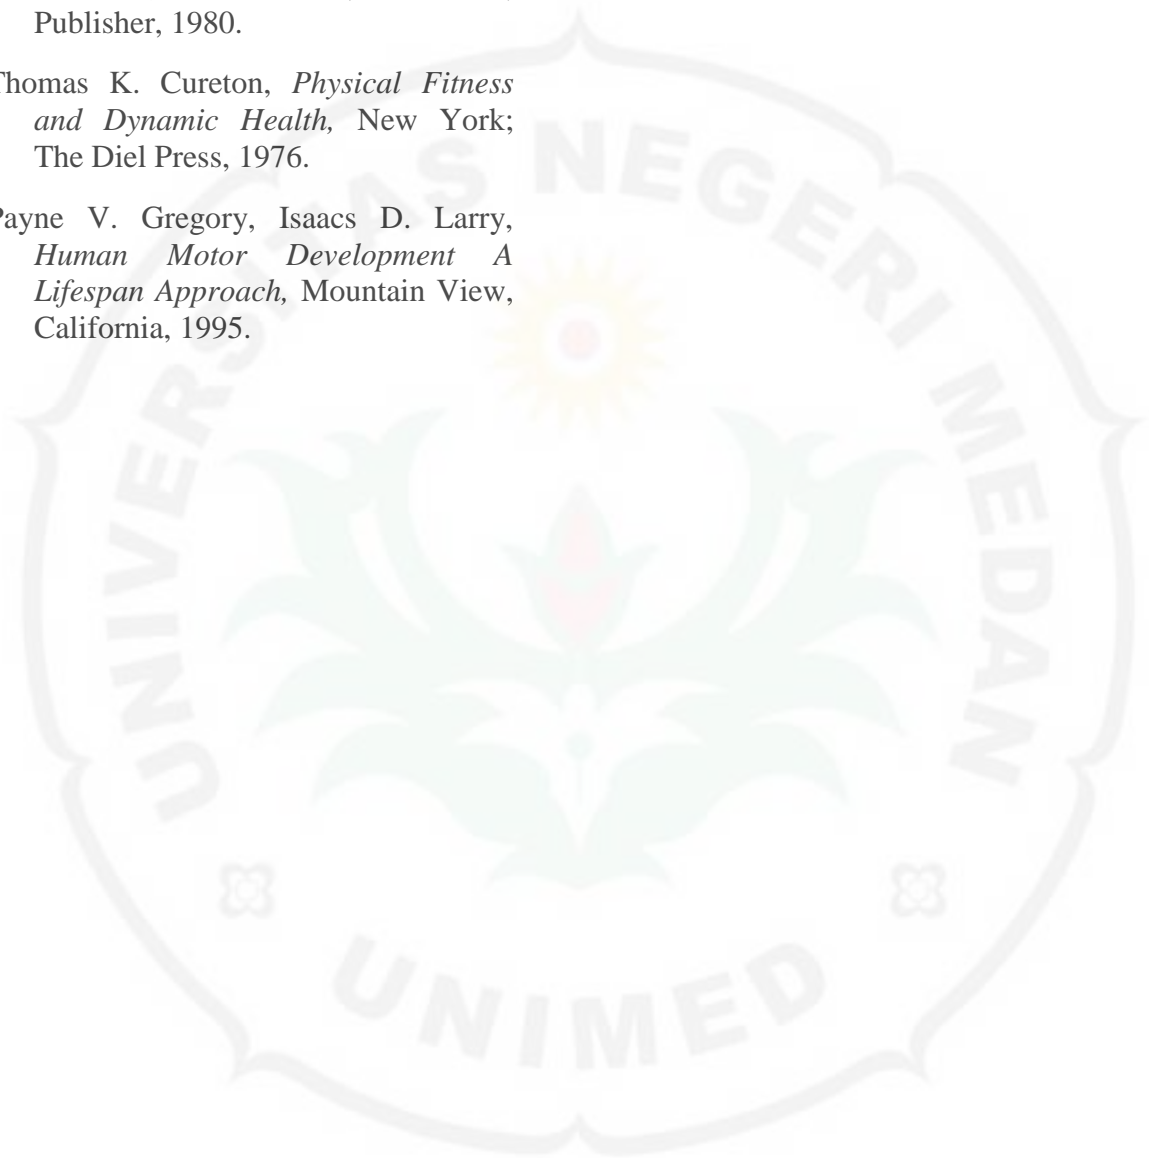 Publisher, 1980.
Thomas K. Cureton, Physical Fitness
and Dynamic Health, New York;
The Diel Press, 1976.
Payne V. Gregory, Isaacs D. Larry,
Human Motor Development A
Lifespan Approach, Mountain View,
California, 1995.
UNIVERSITAS NEGERI MEDAN
UNIMED